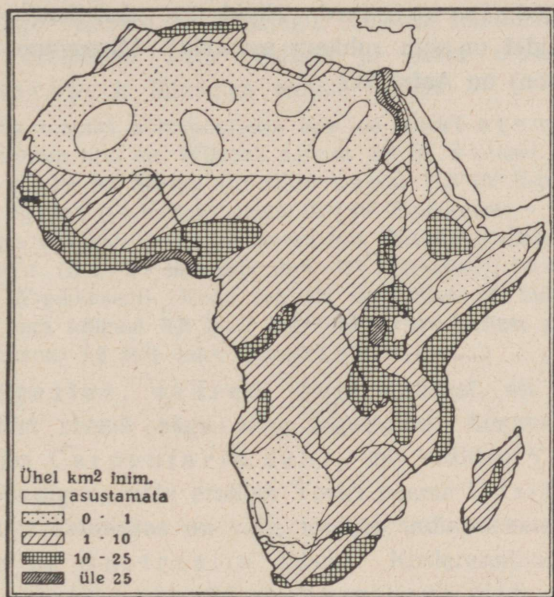 Ühel km² inim.
asustamata
0 - 1
1 - 10
10 - 25
üle 25